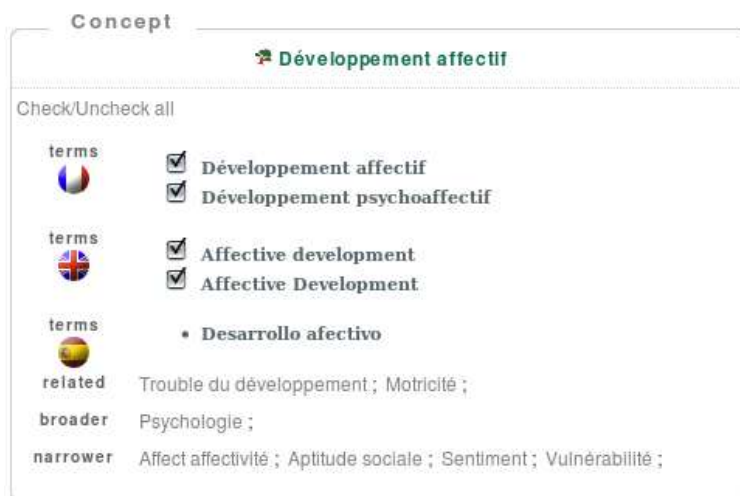 Concept
Développement affectif
Check/Uncheck all
terms
Développement affectif
Développement psychoaffectif
terms
Affective development
Affective Development
terms
• Desarrollo afectivo
related Trouble du développement ; Motricité ;
broader Psychologie ;
narrower Affect affectivité ; Aptitude sociale ; Sentiment ; Vulnérabilité ;